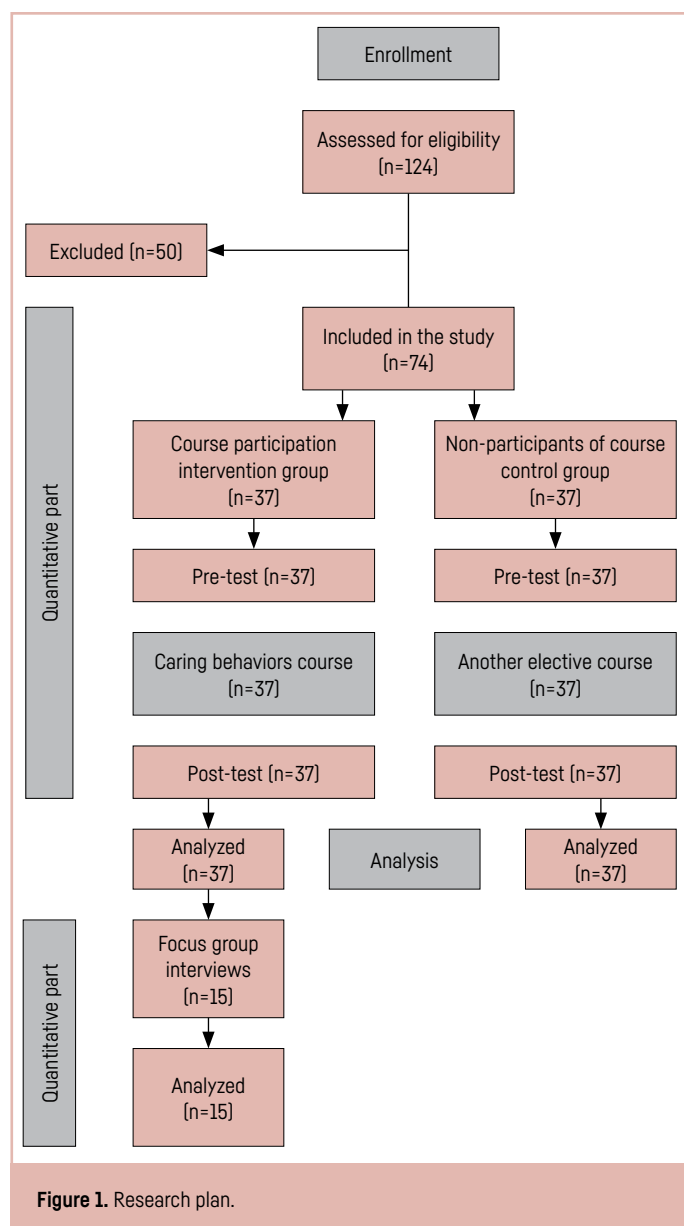 Enrollment
Assessed for eligibility
(n=124)
Excluded (n=50)
Included in the study
(n=74)
Quantitative part
Course participation
intervention group
(n=37)
Non-participants of course
control group
(n=37)
Pre-test (n=37)
Pre-test (n=37)
Caring behaviors course
(n=37)
Another elective course
(n=37)
Post-test (n=37)
Post-test (n=37)
Analyzed
(n=37)
Analysis
Analyzed
(n=37)
Quantitative part
Focus group
interviews
(n=15)
Analyzed
(n=15)
Figure 1. Research plan.